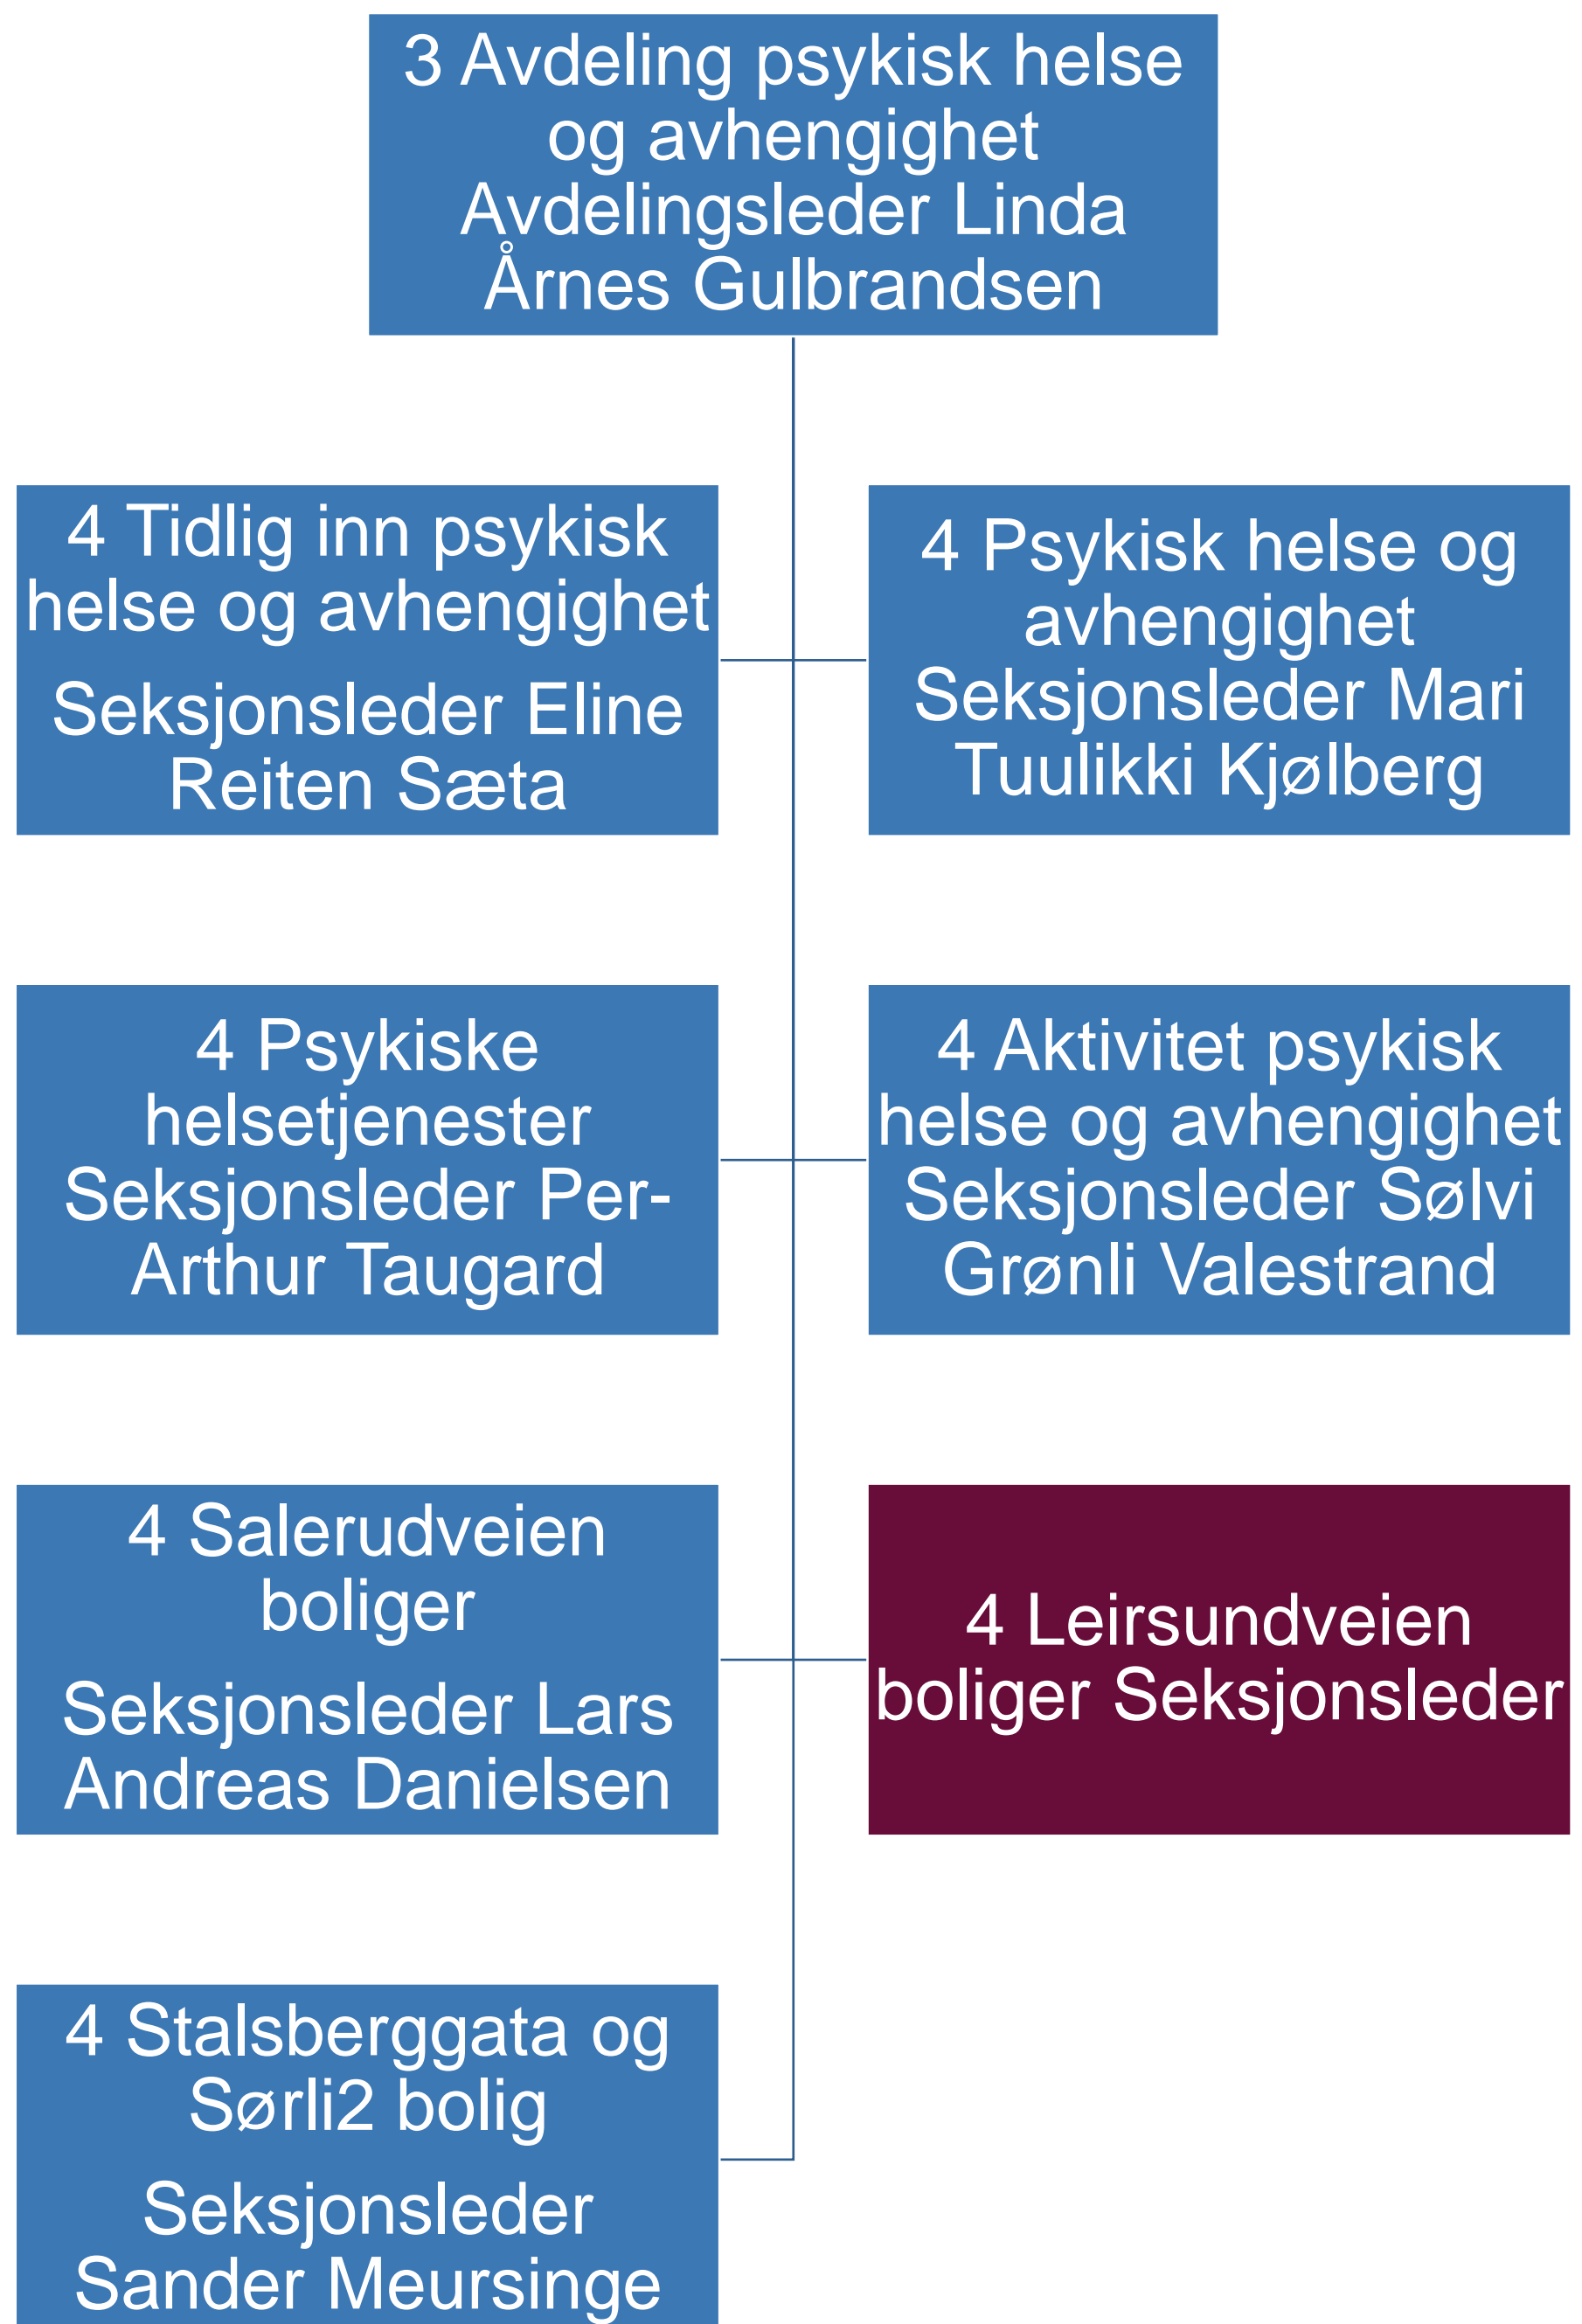 3 Avdeling psykisk helse
og avhengighet
Avdelingsleder Linda
Årnes Gulbrandsen
4 Tidlig inn psykisk
helse og avhengighet
Seksjonsleder Eline
Reiten Sæta
4 Psykisk helse og
avhengighet
Seksjonsleder Mari
Tuulikki Kjølberg
4 Psykiske
helsetjenester
Seksjonsleder Per-
Arthur Taugard
4 Aktivitet psykisk
helse og avhengighet
Seksjonsleder Sølvi
Grønli Valestrand
4 Salerudveien
boliger
Seksjonsleder Lars
Andreas Danielsen
4 Leirsundveien
boliger Seksjonsleder
4 Stalsberggata og
Sørli2 bolig
Seksjonsleder
Sander Meursinge